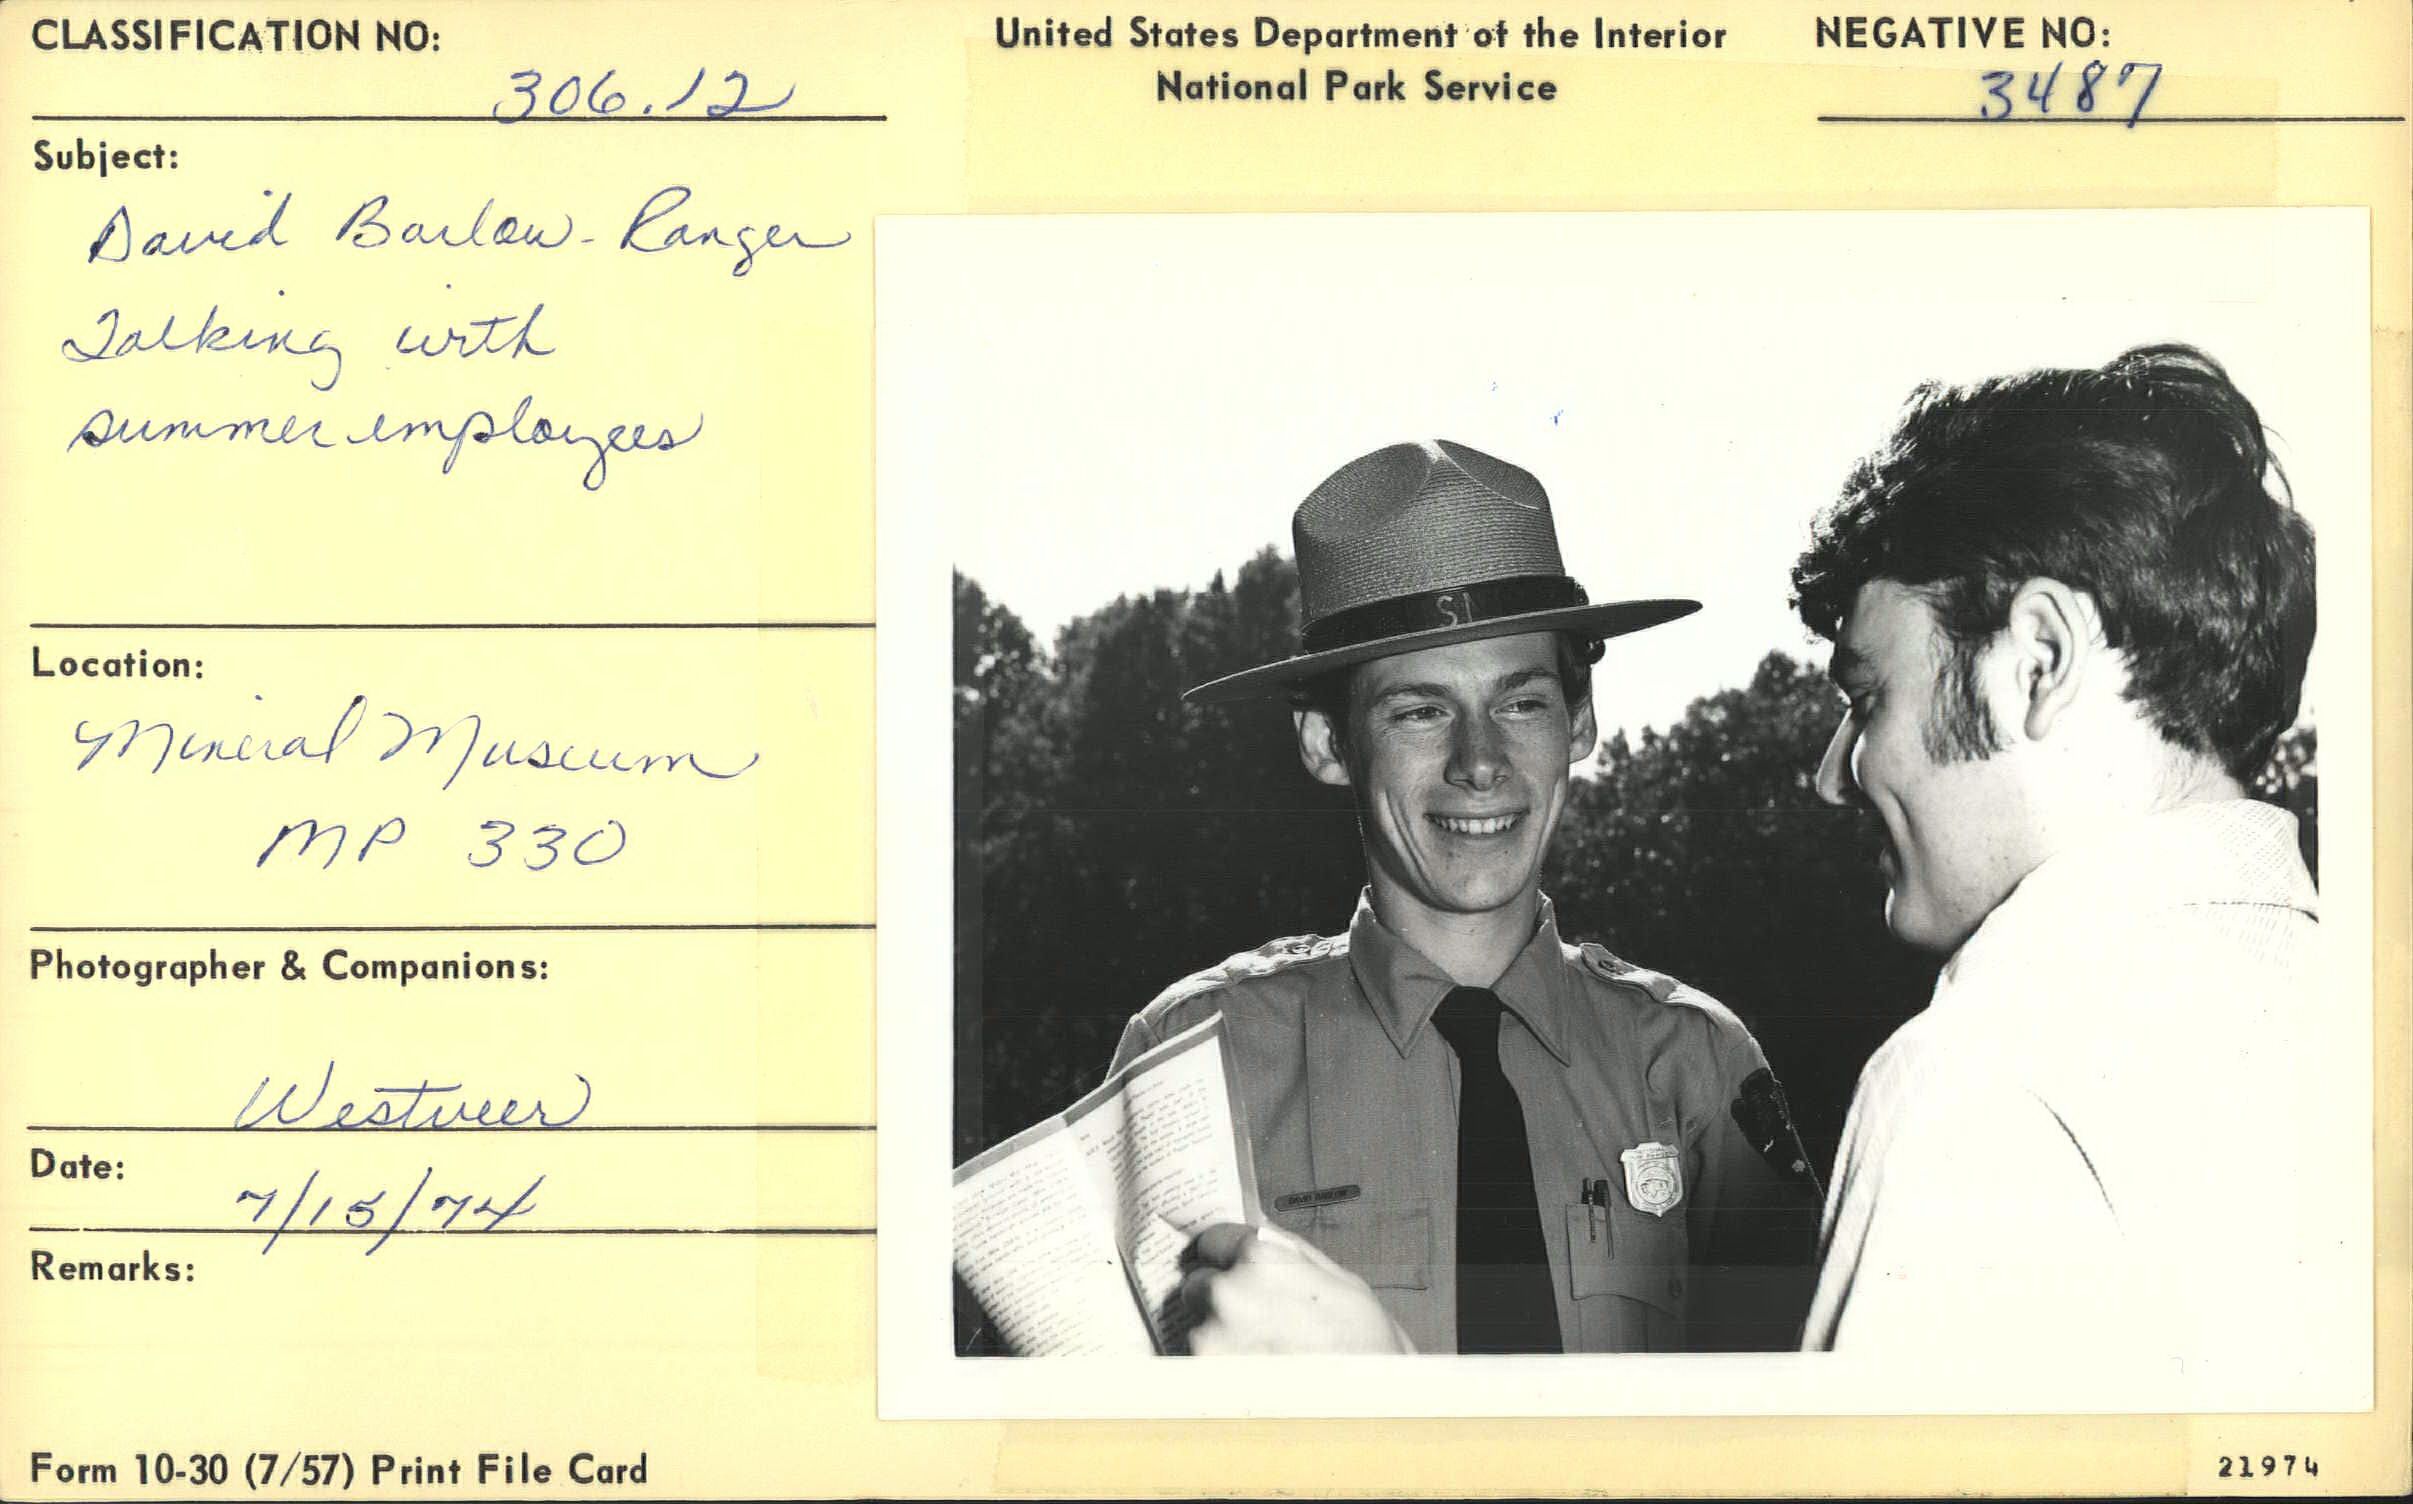 CLASSIFICATION NO:
306.12
United States Department of the Interior
National Park Service
NEGATIVE NO:
3487
Subject:
David Barlow - Ranger
Talking with
summer employees
Location:
Mineral Museum
MP 330
Photographer & Companions:
Westveer
Date:
7/15/74
Remarks:
DAVID BARLOW
Form 10-30 (7/57) Print File Card
21974